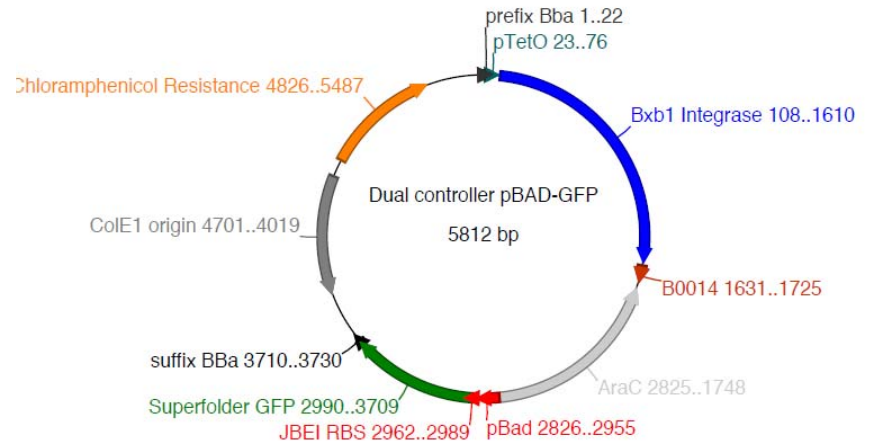 prefix Bba 1..22
pTetO 23..76
Chloramphenicol Resistance 4826..5487
Bxb1 Integrase 108..1610
Dual controller pBAD-GFP
5812 bp
ColE1 origin 4701..4019
B0014 1631..1725
suffix BBa 3710..3730
AraC 2825..1748
Superfolder GFP 2990..3709
JBEI RBS 2962..2989
pBad 2826..2955